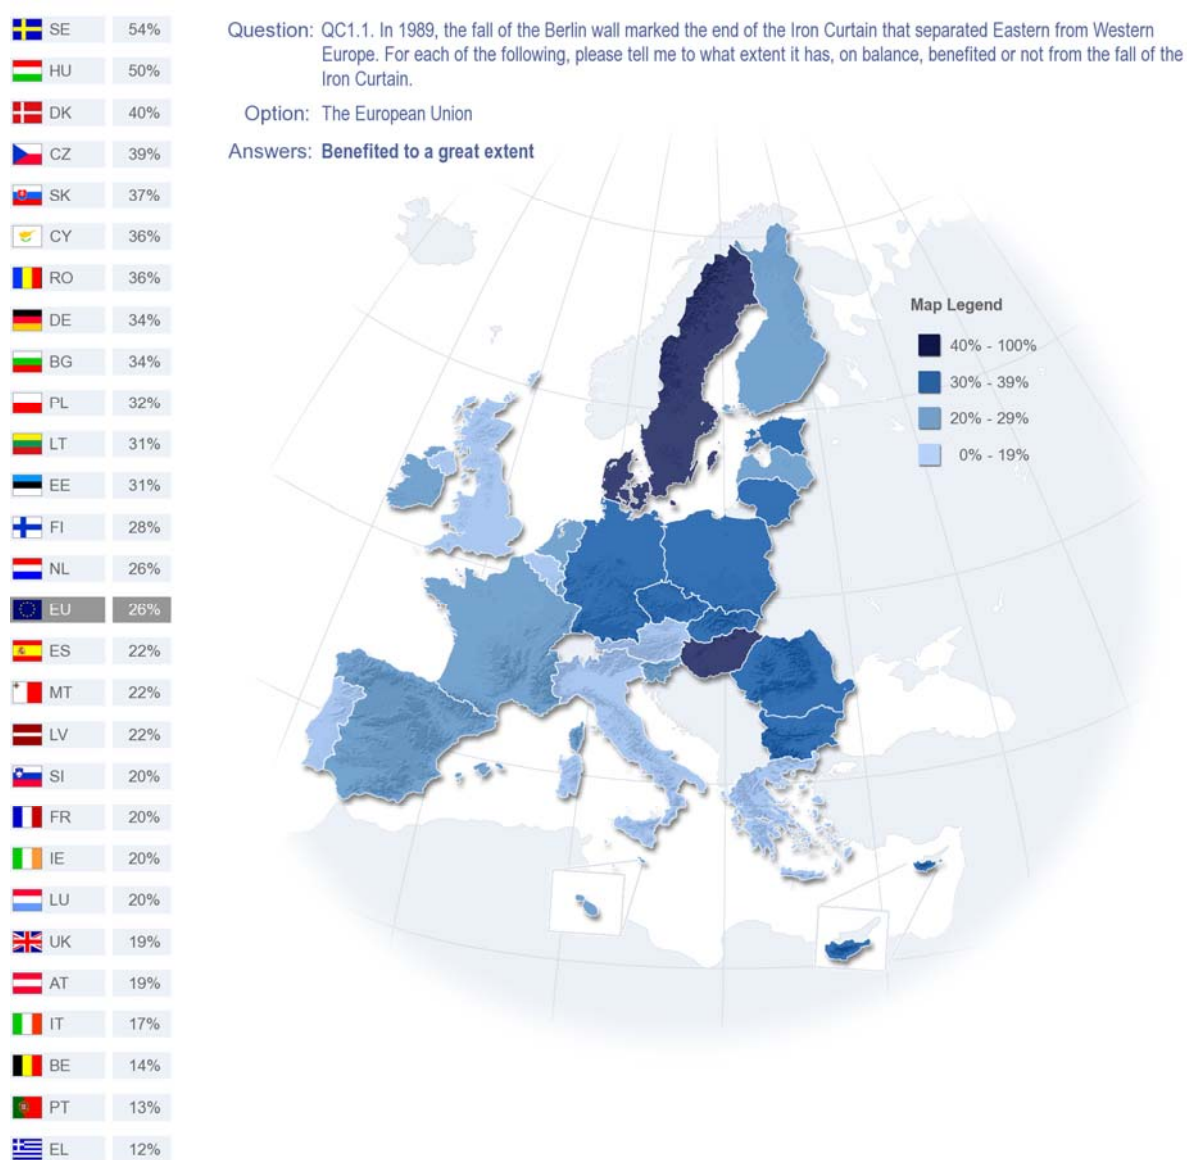 Question: QC1.1. In 1989, the fall of the Berlin wall marked the end of the Iron Curtain that separated Eastern from Western
Europe. For each of the following, please tell me to what extent it has, on balance, benefited or not from the fall of the
Iron Curtain.
Option: The European Union
Answers: Benefited to a great extent
SE 54%
HU 50%
DK 40%
CZ 39%
SK 37%
CY 36%
RO 36%
DE 34%
BG 34%
PL 32%
LT 31%
EE 31%
FI 28%
NL 26%
EU 26%
ES 22%
MT 22%
LV 22%
SI 20%
FR 20%
IE 20%
LU 20%
UK 19%
AT 19%
IT 17%
BE 14%
PT 13%
EL 12%
Map Legend
40% - 100%
30% - 39%
20% - 29%
0% - 19%